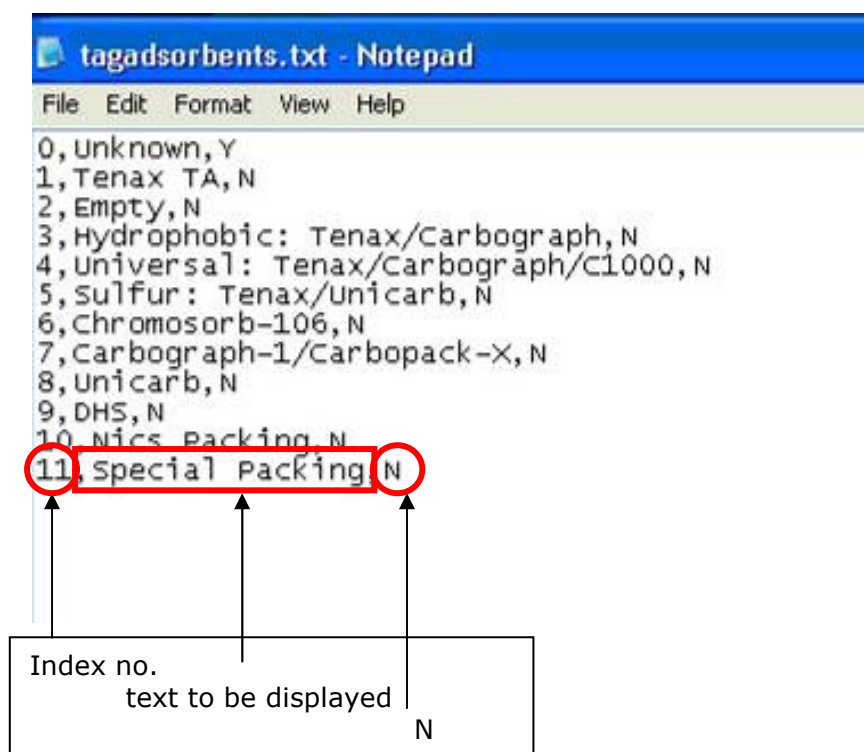 tagadsorbents.txt - Notepad
File Edit Format View Help
0,Unknown,Y
1,Tenax TA,N
2,Empty,N
3,Hydrophobic: Tenax/Carbograph,N
4,Universal: Tenax/Carbograph/C1000,N
5,Sulfur: Tenax/Unicarb,N
6,Chromosorb-106,N
7,Carbograph-1/Carbopack-X,N
8,Unicarb,N
9,DHS,N
10,Nics Packing,N
11,Special Packing,N
Index no.
text to be displayed
N